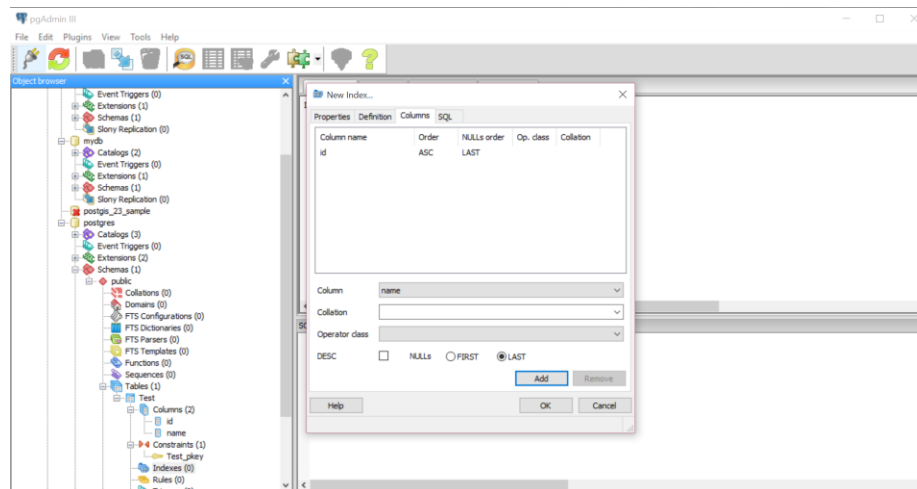 pgAdmin III
File Edit Plugins View Tools Help
SQL
Object browser
Event Triggers (0)
Extensions (1)
Schemas (1)
Slony Replication (0)
mydb
Catalogs (2)
Event Triggers (0)
Extensions (1)
Schemas (1)
Slony Replication (0)
postgis_23_sample
postgres
Catalogs (3)
Event Triggers (0)
Extensions (2)
Schemas (1)
public
Collations (0)
Domains (0)
FTS Configurations (0)
FTS Dictionaries (0)
FTS Parsers (0)
FTS Templates (0)
Functions (0)
Sequences (0)
Tables (1)
Test
Columns (2)
id
name
Constraints (1)
Test_pkey
Indexes (0)
Rules (0)
New Index...
Properties Definition Columns SQL
Column name Order NULLs order Op. class Collation
id ASC LAST
Column name
Collation
Operator class
DESC NULLs FIRST LAST
Add Remove
Help OK Cancel